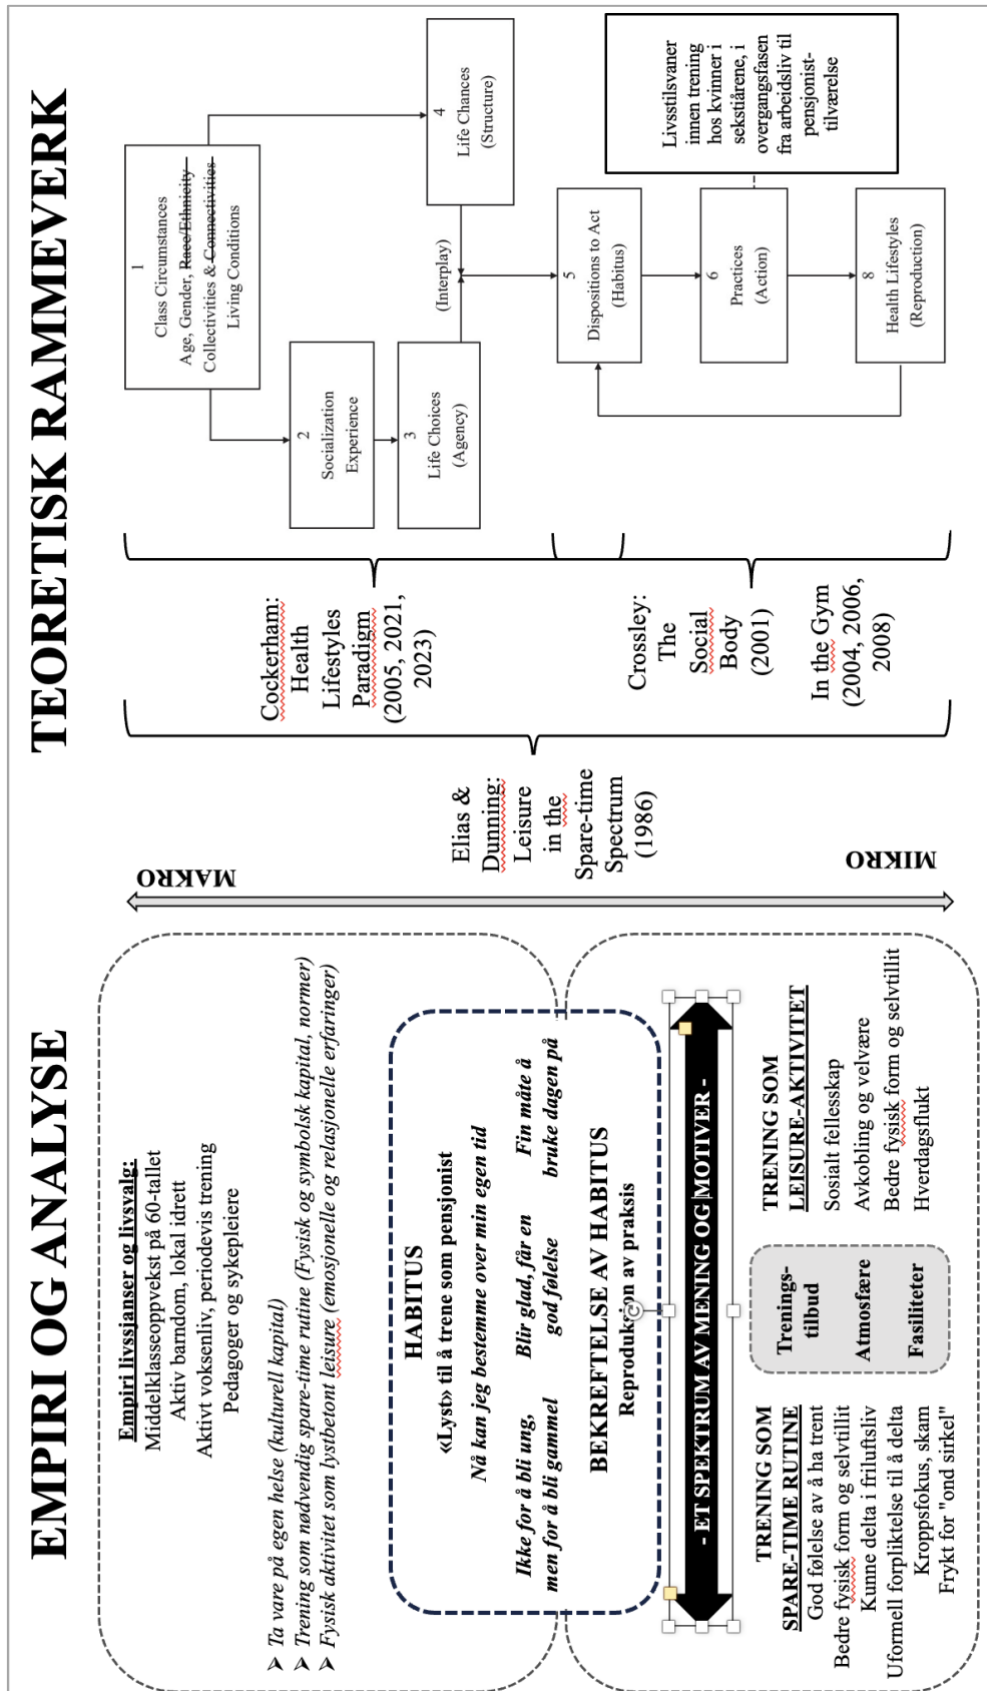 EMPIRI OG ANALYSE
Empiri livssjanser og livsvalg:
Middelklasseoppvekst på 60-tallet
Aktiv barndom, lokal idrett
Aktivt voksenliv, periodevis trening
Pedagoger og sykepleiere
➢ Ta vare på egen helse (kulturell kapital)
➢ Trening som nødvendig spare-time rutine (Fysisk og symbolsk kapital, normer)
➢ Fysisk aktivitet som lystbetont leisure (emosjonelle og relasjonelle erfaringer)
HABITUS
«Lyst» til å trene som pensjonist
Nå kan jeg bestemme over min egen tid
Ikke for å bli ung,
men for å bli gammel
Blir glad, får en
god følelse
Fin måte å
bruke dagen på
BEKREFTELSE AV HABITUS
Reproduksjon av praksis
- ET SPEKTRUM AV MENING OG MOTIVER -
TRENING SOM
SPARE-TIME RUTINE
God følelse av å ha trent
Bedre fysisk form og selvtillit
Kunne delta i friluftsliv
Uformell forpliktelse til å delta
Kroppsfokus, skam
Frykt for "ond sirkel"
Trenings-
tilbud
Atmosfære
Fasiliteter
TRENING SOM
LEISURE-AKTIVITET
Sosialt fellesskap
Avkobling og velvære
Bedre fysisk form og selvtillit
Hverdagsflukt
MAKRO
MIKRO
TEORETISK RAMMEVERK
Elias &
Dunning:
Leisure
in the
Spare-time
Spectrum
(1986)
Cockerham:
Health
Lifestyles
Paradigm
(2005, 2021,
2023)
Crossley:
The
Social
Body
(2001)
In the Gym
(2004, 2006,
2008)
1
Class Circumstances
Age, Gender, Race/Ethnicity
Collectivities & Connectivities
Living Conditions
2
Socialization
Experience
3
Life Choices
(Agency)
4
Life Chances
(Structure)
(Interplay)
5
Dispositions to Act
(Habitus)
6
Practices
(Action)
8
Health Lifestyles
(Reproduction)
Livsstilsvaner
innen trening
hos kvinner i
sekstiårene, i
overgangsfasen
fra arbeidsliv til
pensjonist-
tilværelse